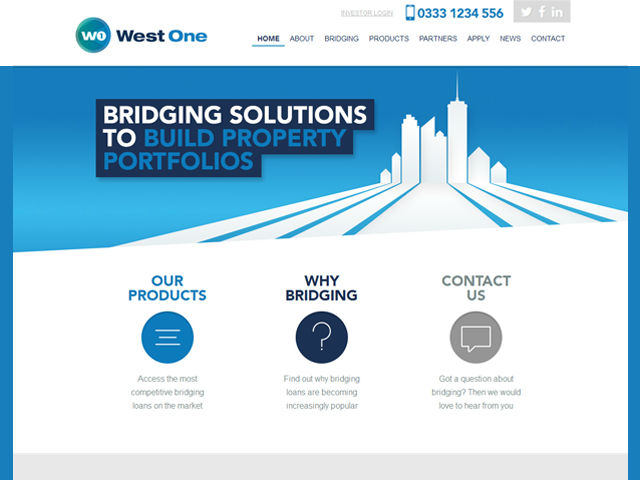 INVESTOR LOGIN
0333 1234 556
WO West One
HOME ABOUT BRIDGING PRODUCTS PARTNERS APPLY NEWS CONTACT
BRIDGING SOLUTIONS
TO BUILD PROPERTY
PORTFOLIOS
OUR
PRODUCTS
Access the most
competitive bridging
loans on the market
WHY
BRIDGING
?
Find out why bridging
loans are becoming
increasingly popular
CONTACT
US
Got a question about
bridging? Then we would
love to hear from you